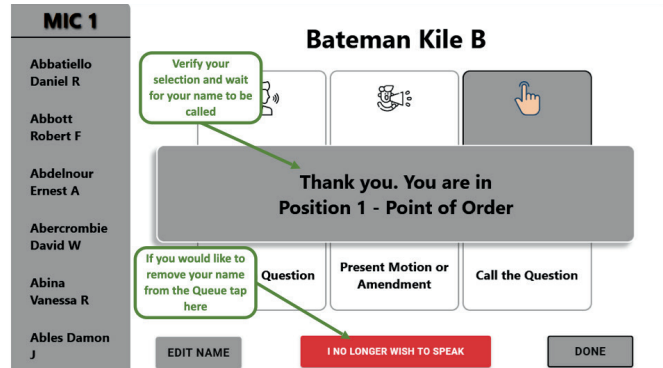 MIC 1
Abbatiello
Daniel R
Abbott
Robert F
Abdelnour
Ernest A
Abercrombie
David W
Abina
Vanessa R
Ables Damon
J
Bateman Kile B
Verify your
selection and wait
for your name to be
called
Thank you. You are in
Position 1 - Point of Order
If you would like to
remove your name
from the Queue tap
here
Question
Present Motion or
Amendment
Call the Question
EDIT NAME
I NO LONGER WISH TO SPEAK
DONE